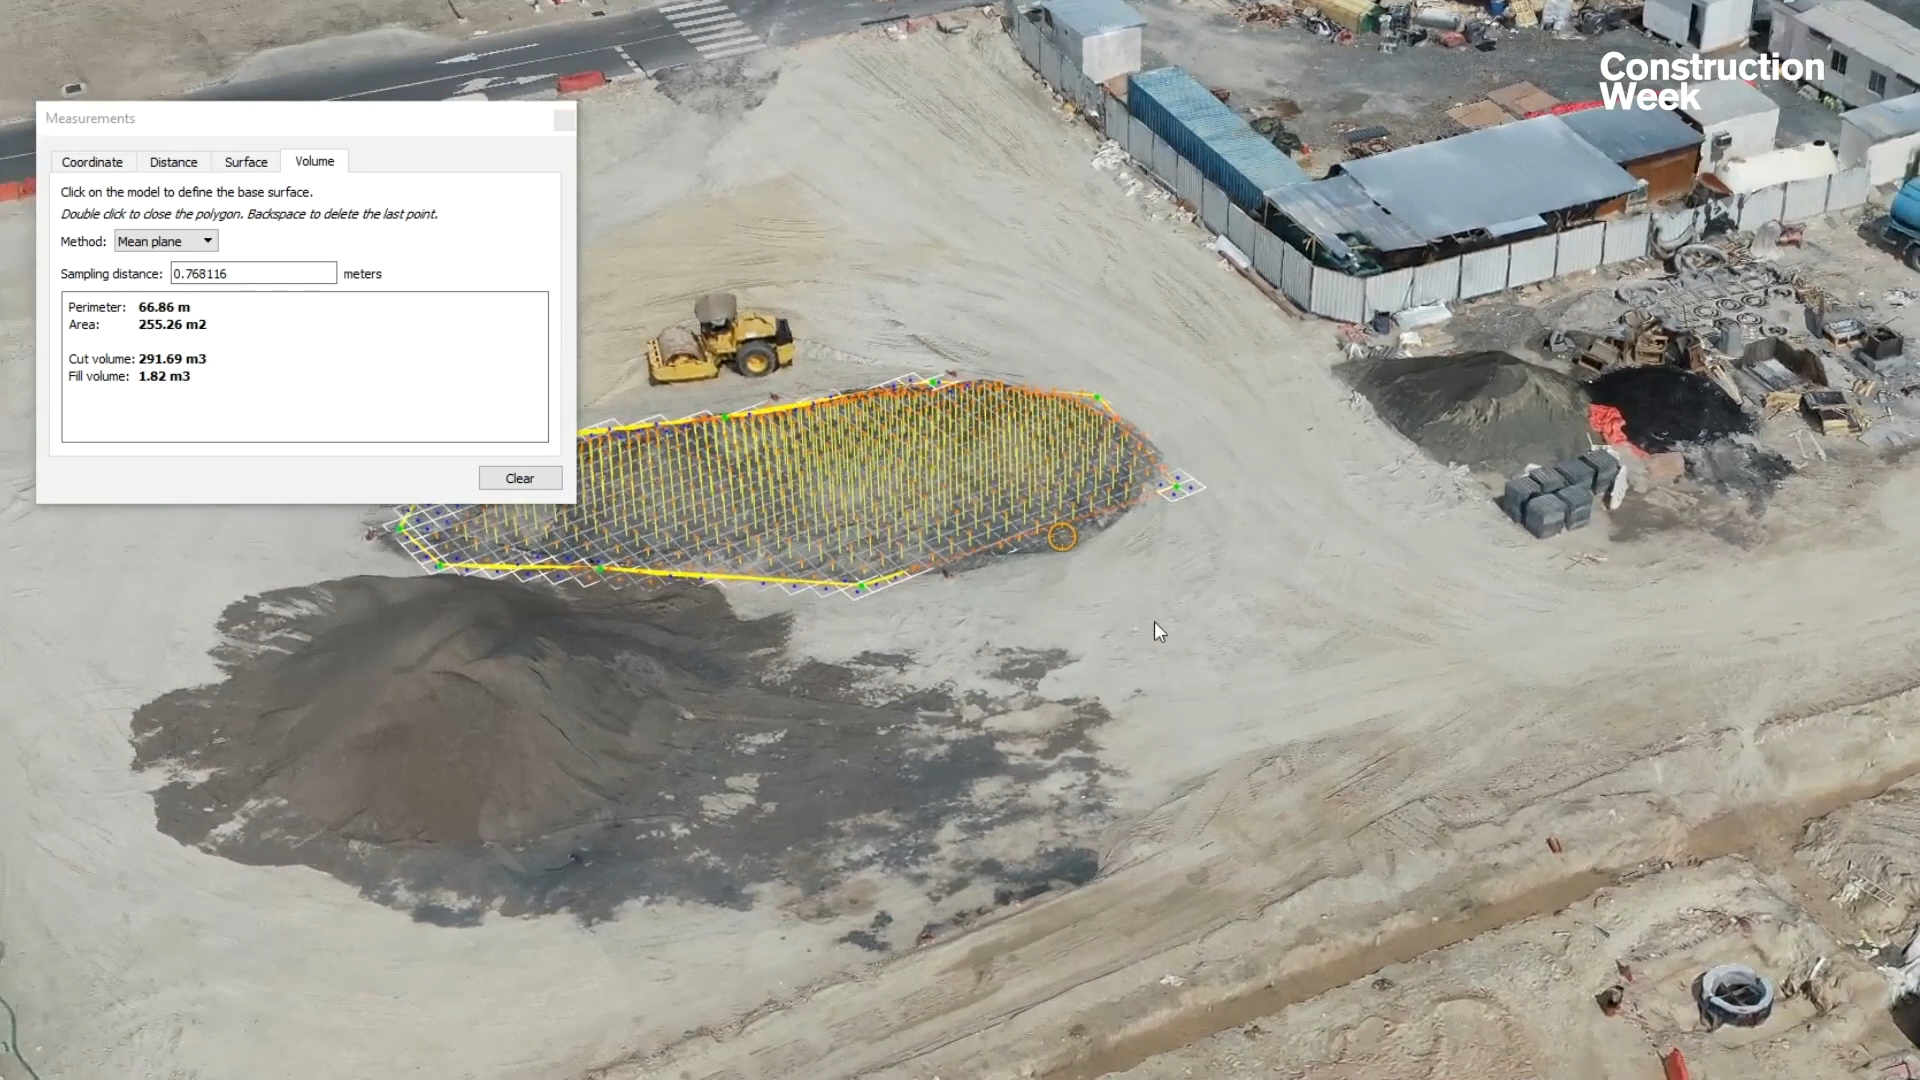 Construction
Week
Measurements
Coordinate
Distance
Surface
Volume
Click on the model to define the base surface.
Double click to close the polygon. Backspace to delete the last point.
Method: Mean plane
Sampling distance: 0.768116 meters
Perimeter: 66.86 m
Area: 255.26 m2
Cut volume: 291.69 m3
Fill volume: 1.82 m3
Clear